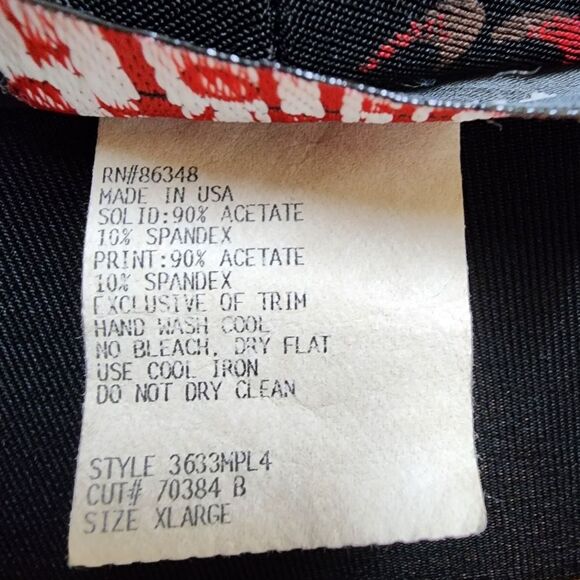 RN#86348
MADE IN USA
SOLID:90% ACETATE
10% SPANDEX
PRINT:90% ACETATE
10% SPANDEX
EXCLUSIVE OF TRIM
HAND WASH COOL
NO BLEACH, DRY FLAT
USE COOL IRON
DO NOT DRY CLEAN
STYLE 3633MPL4
CUT# 70384 B
SIZE XLARGE